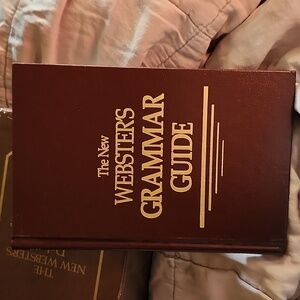 The New
WEBSTER'S
GRAMMAR
GUIDE
THE
NEW WEBSTER'S